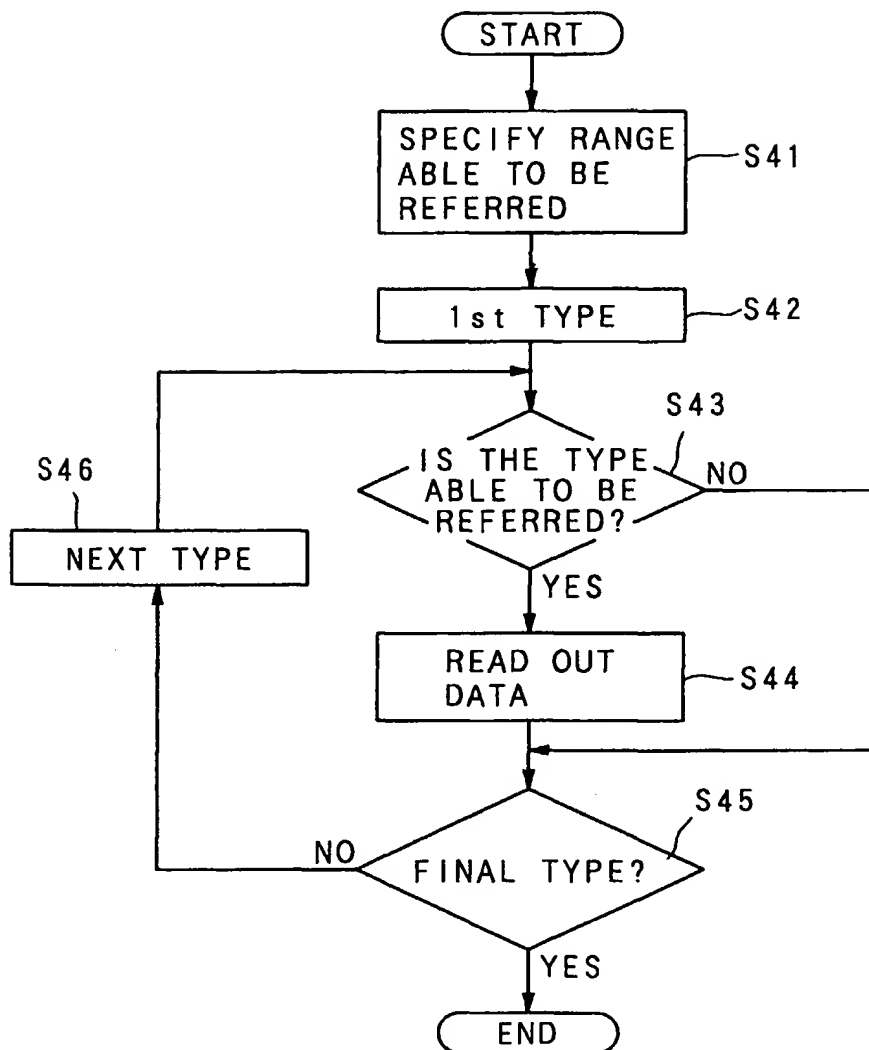 START
SPECIFY RANGE
ABLE TO BE
REFERRED
S41
1st TYPE
S42
S43
IS THE TYPE
ABLE TO BE
REFERRED?
NO
YES
S46
NEXT TYPE
READ OUT
DATA
S44
S45
FINAL TYPE?
NO
YES
END